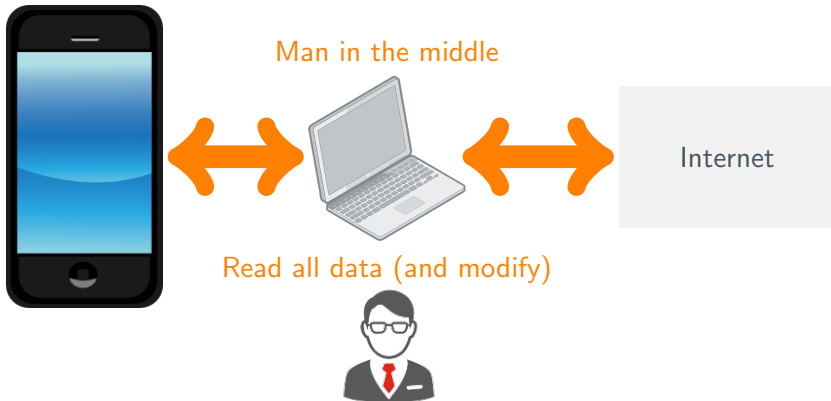 Man in the middle
Internet
Read all data (and modify)